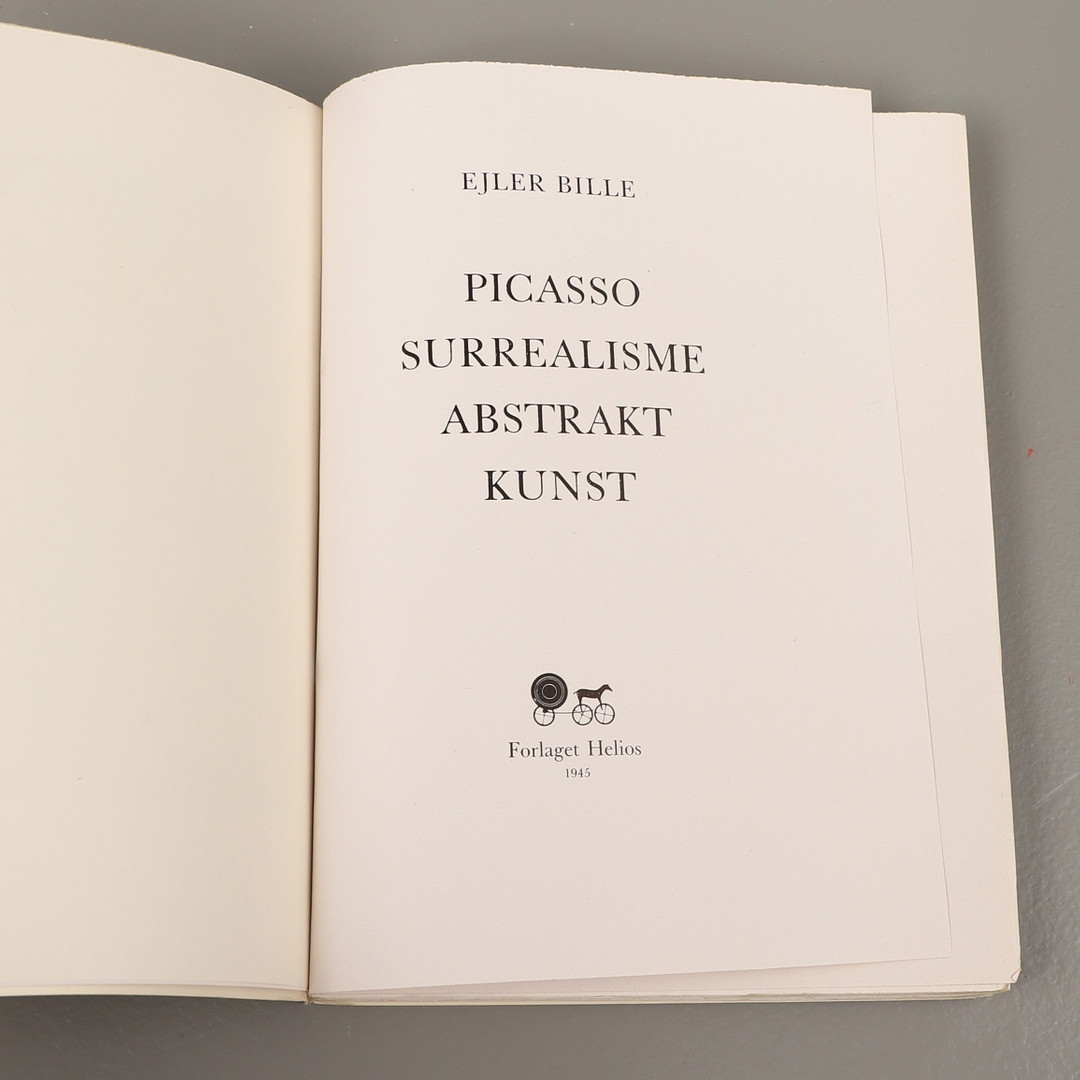 EJLER BILLE
PICASSO
SURREALISME
ABSTRAKT
KUNST
Forlaget Helios
1945